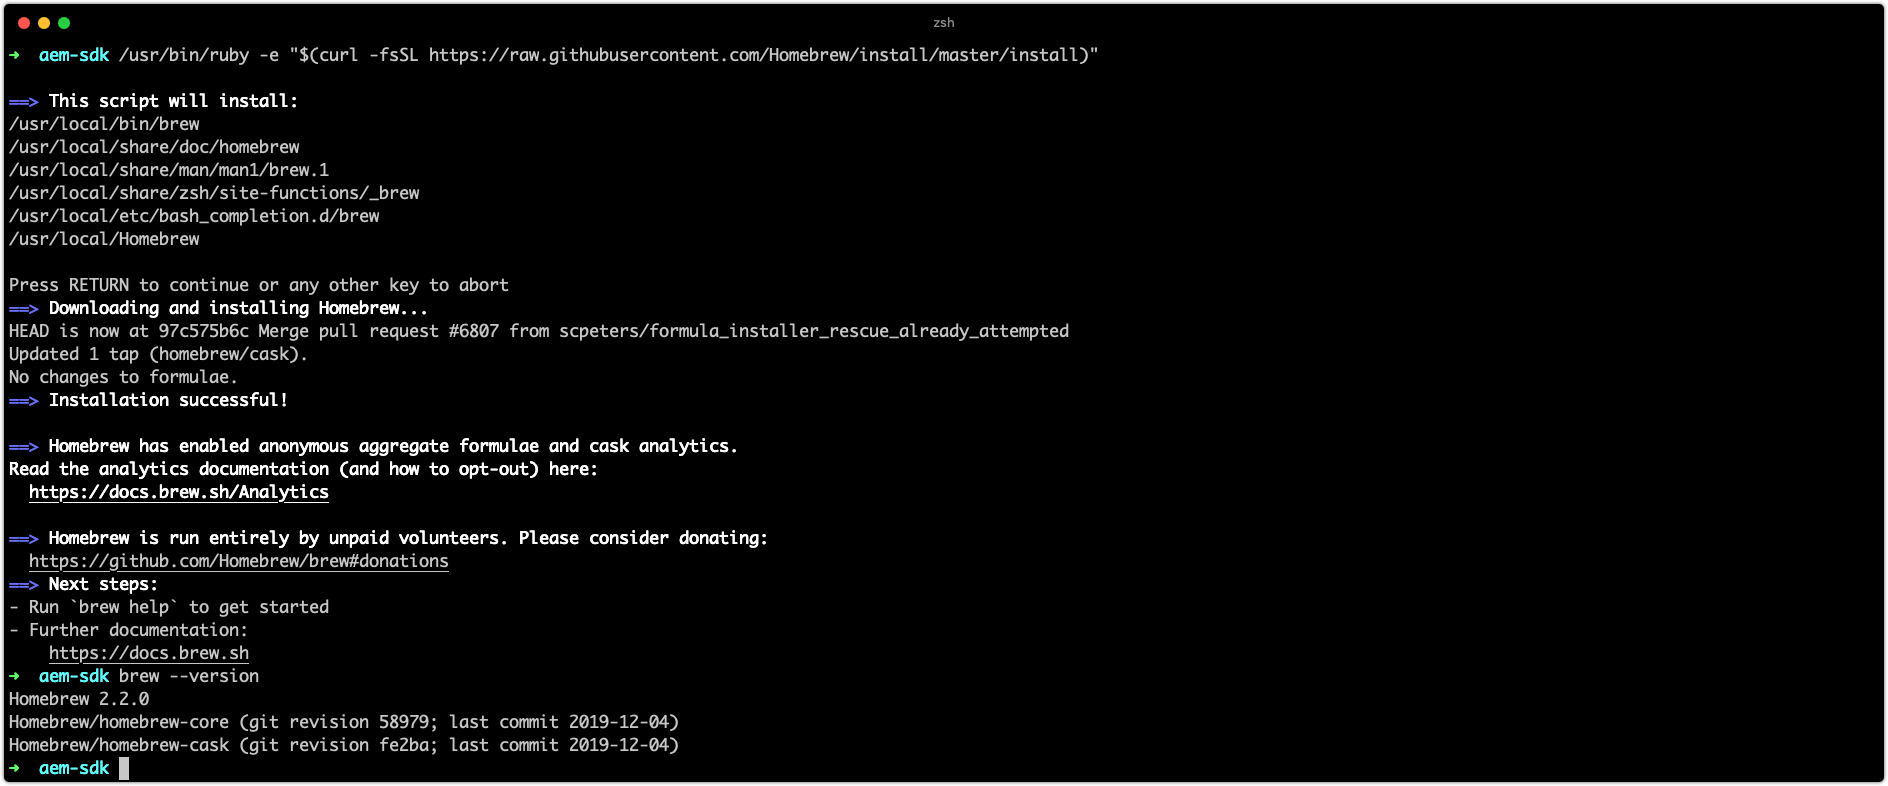 zsh
➜  aem-sdk /usr/bin/ruby -e "$(curl -fsSL https://raw.githubusercontent.com/Homebrew/install/master/install)"
==> This script will install:
/usr/local/bin/brew
/usr/local/share/doc/homebrew
/usr/local/share/man/man1/brew.1
/usr/local/share/zsh/site-functions/_brew
/usr/local/etc/bash_completion.d/brew
/usr/local/Homebrew
Press RETURN to continue or any other key to abort
==> Downloading and installing Homebrew...
HEAD is now at 97c575b6c Merge pull request #6807 from scpeters/formula_installer_rescue_already_attempted
Updated 1 tap (homebrew/cask).
No changes to formulae.
==> Installation successful!
==> Homebrew has enabled anonymous aggregate formulae and cask analytics.
Read the analytics documentation (and how to opt-out) here:
  https://docs.brew.sh/Analytics
==> Homebrew is run entirely by unpaid volunteers. Please consider donating:
  https://github.com/Homebrew/brew#donations
==> Next steps:
- Run `brew help` to get started
- Further documentation:
    https://docs.brew.sh
➜  aem-sdk brew --version
Homebrew 2.2.0
Homebrew/homebrew-core (git revision 58979; last commit 2019-12-04)
Homebrew/homebrew-cask (git revision fe2ba; last commit 2019-12-04)
➜  aem-sdk